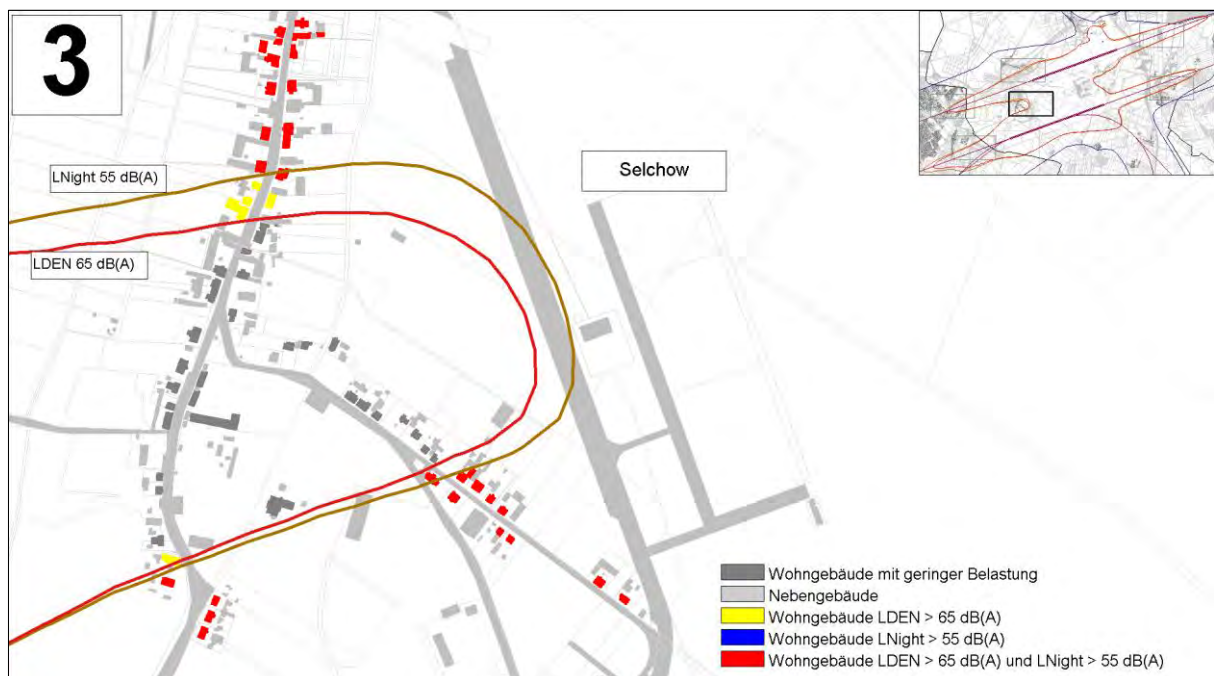 3
Selchow
LNight 55 dB(A)
LDEN 65 dB(A)
Wohngebäude mit geringer Belastung
Nebengebäude
Wohngebäude LDEN > 65 dB(A)
Wohngebäude LNight > 55 dB(A)
Wohngebäude LDEN > 65 dB(A) und LNight > 55 dB(A)